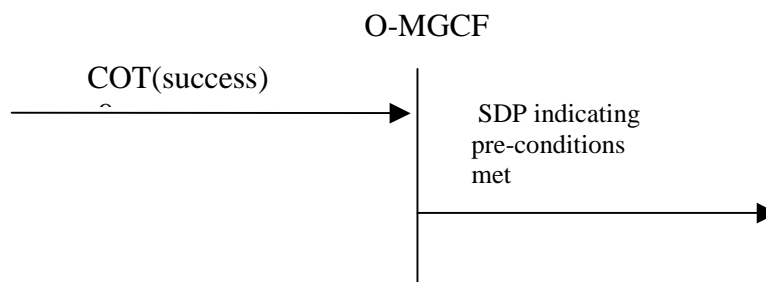 O-MGCF
COT(success)
SDP indicating
pre-conditions
met